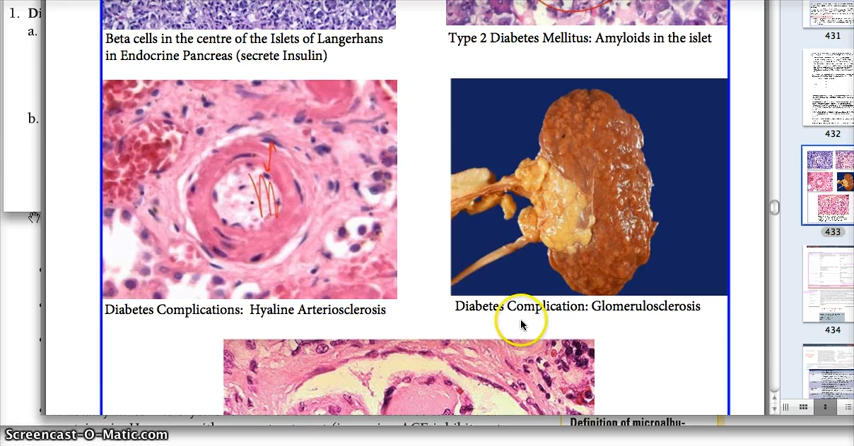 1. Di
a.
Beta cells in the centre of the Islets of Langerhans
in Endocrine Pancreas (secrete Insulin)
Type 2 Diabetes Mellitus: Amyloids in the islet
b.
Diabetes Complications: Hyaline Arteriosclerosis
Diabetes Complication: Glomerulosclerosis
Definition of microalbu-
431
432
433
434
Screencast-O-Matic.com